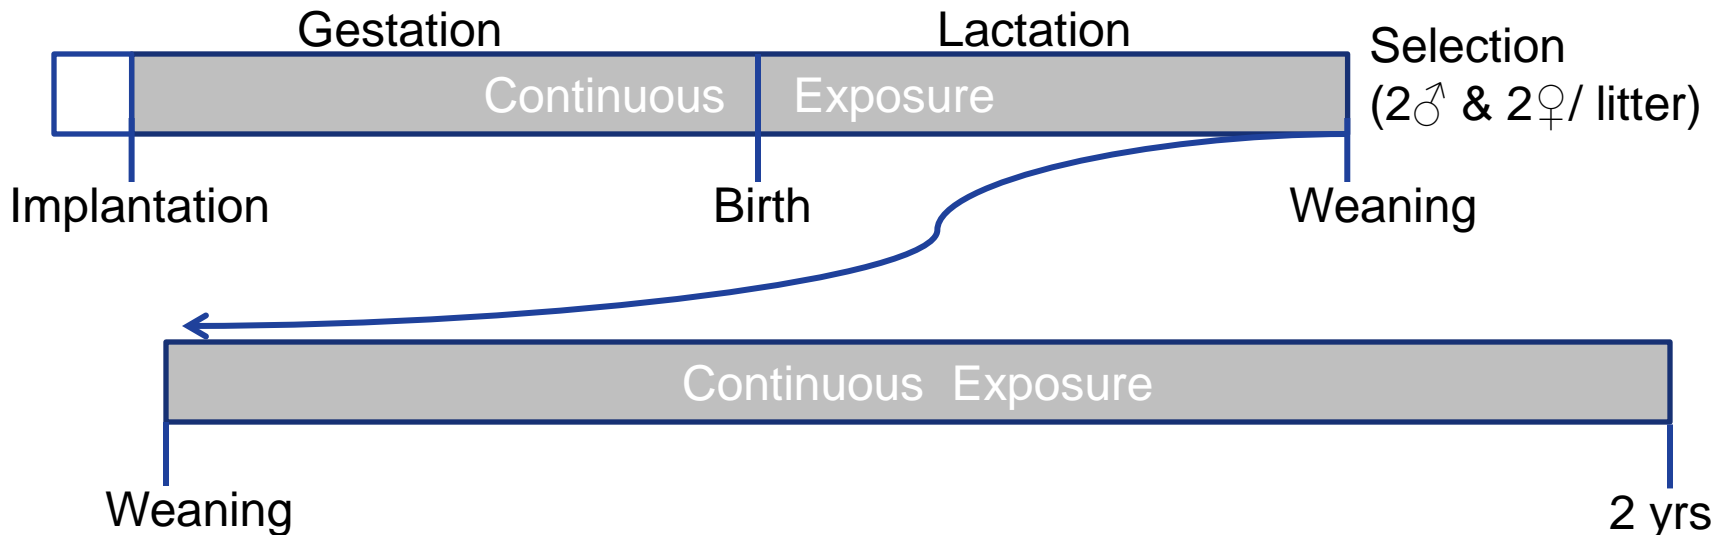 Gestation
Lactation
Selection
(2♂ & 2♀/ litter)
Continuous Exposure
Implantation
Birth
Weaning
Continuous Exposure
Weaning
2 yrs